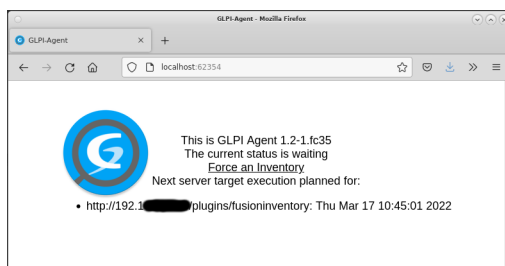 GLPI-Agent - Mozilla Firefox
GLPI-Agent
localhost:62354
This is GLPI Agent 1.2-1.fc35
The current status is waiting
Force an Inventory
Next server target execution planned for:
• http://192.1 /plugins/fusioninventory: Thu Mar 17 10:45:01 2022